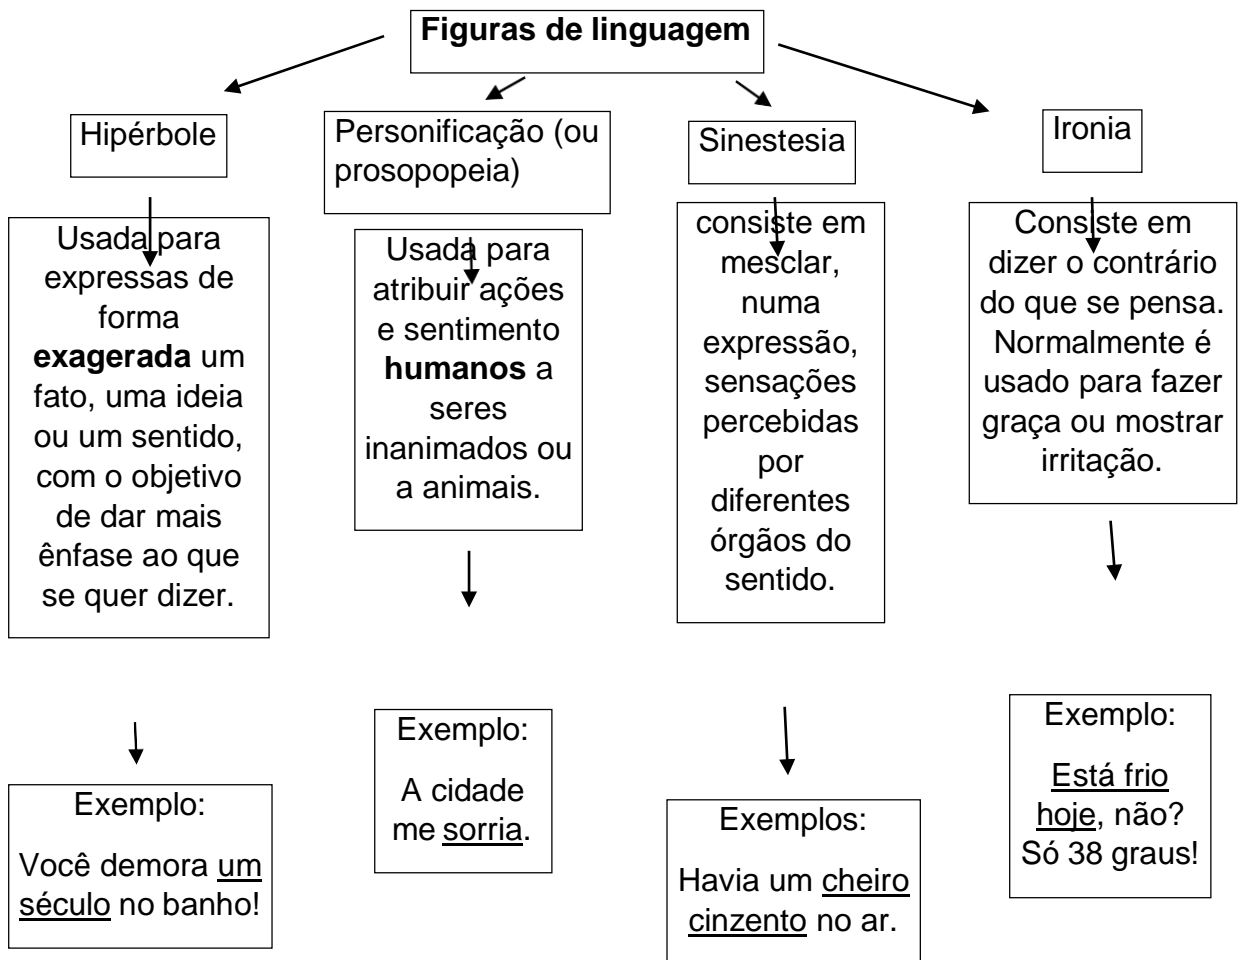 Figuras de linguagem
Hipérbole
Usada para
expressas de
forma
exagerada um
fato, uma ideia
ou um sentido,
com o objetivo
de dar mais
ênfase ao que
se quer dizer.
Exemplo:
Você demora um
século no banho!
Personificação (ou
prosopopeia)
Usada para
atribuir ações
e sentimento
humanos a
seres
inanimados ou
a animais.
Exemplo:
A cidade
me sorria.
Sinestesia
consiste em
mesclar,
numa
expressão,
sensações
percebidas
por
diferentes
órgãos do
sentido.
Exemplos:
Havia um cheiro
cinzento no ar.
Ironia
Consiste em
dizer o contrário
do que se pensa.
Normalmente é
usado para fazer
graça ou mostrar
irritação.
Exemplo:
Está frio
hoje, não?
Só 38 graus!